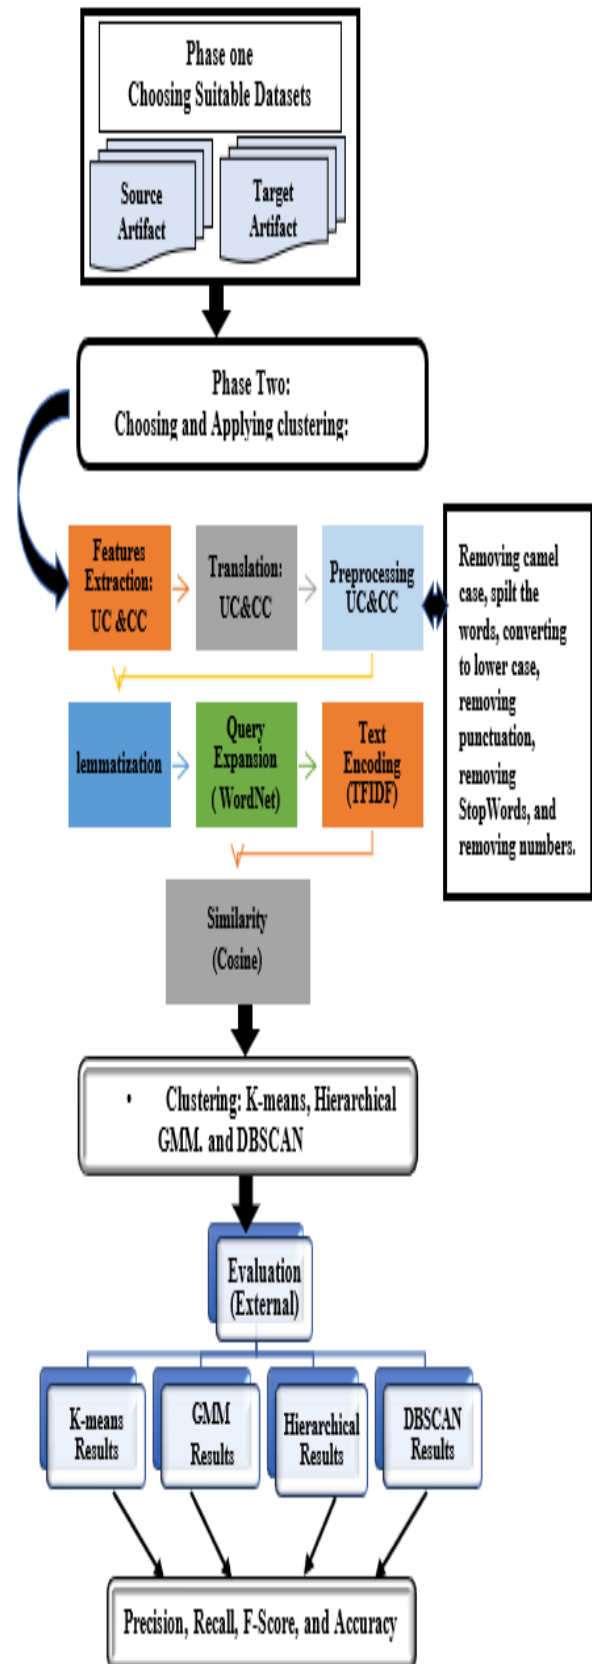 Phase one
Choosing Suitable Datasets
Source
Artifact
Target
Artifact
Phase Two:
Choosing and Applying clustering:
Features
Extraction:
UC &CC
Translation:
UC&CC
Preprocessing
UC&CC
Removing camel
case, spilt the
words, converting
to lower case,
removing
punctuation,
removing
StopWords, and
removing numbers.
lemmatization
Query
Expansion
( WordNet)
Text
Encoding
(TFIDF)
Similarity
(Cosine)
• Clustering: K-means, Hierarchical
GMM. and DBSCAN
Evaluation
(External)
K-means
Results
GMM
Results
Hierarchical
Results
DBSCAN
Results
Precision, Recall, F-Score, and Accuracy